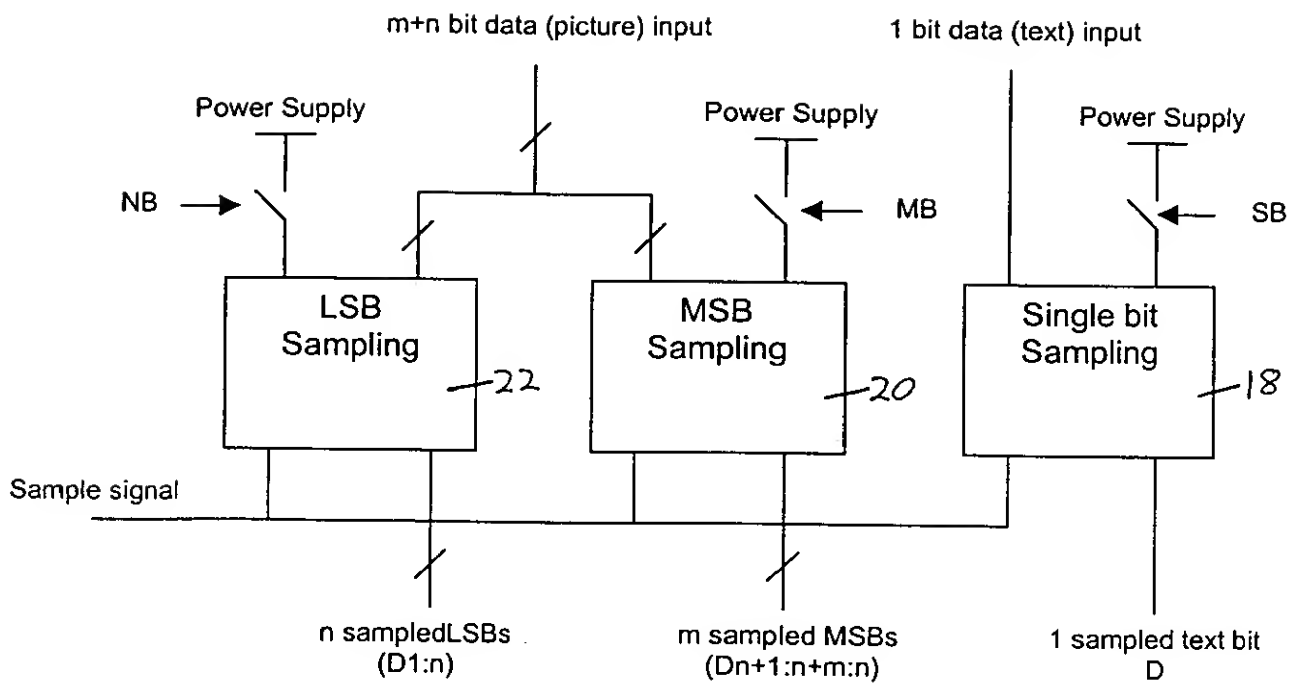 m+n bit data (picture) input
1 bit data (text) input
Power Supply
Power Supply
Power Supply
NB
MB
SB
LSB
Sampling
22
MSB
Sampling
20
Single bit
Sampling
18
Sample signal
n sampledLSBs
(D1:n)
m sampled MSBs
(Dn+1:n+m:n)
1 sampled text bit
D